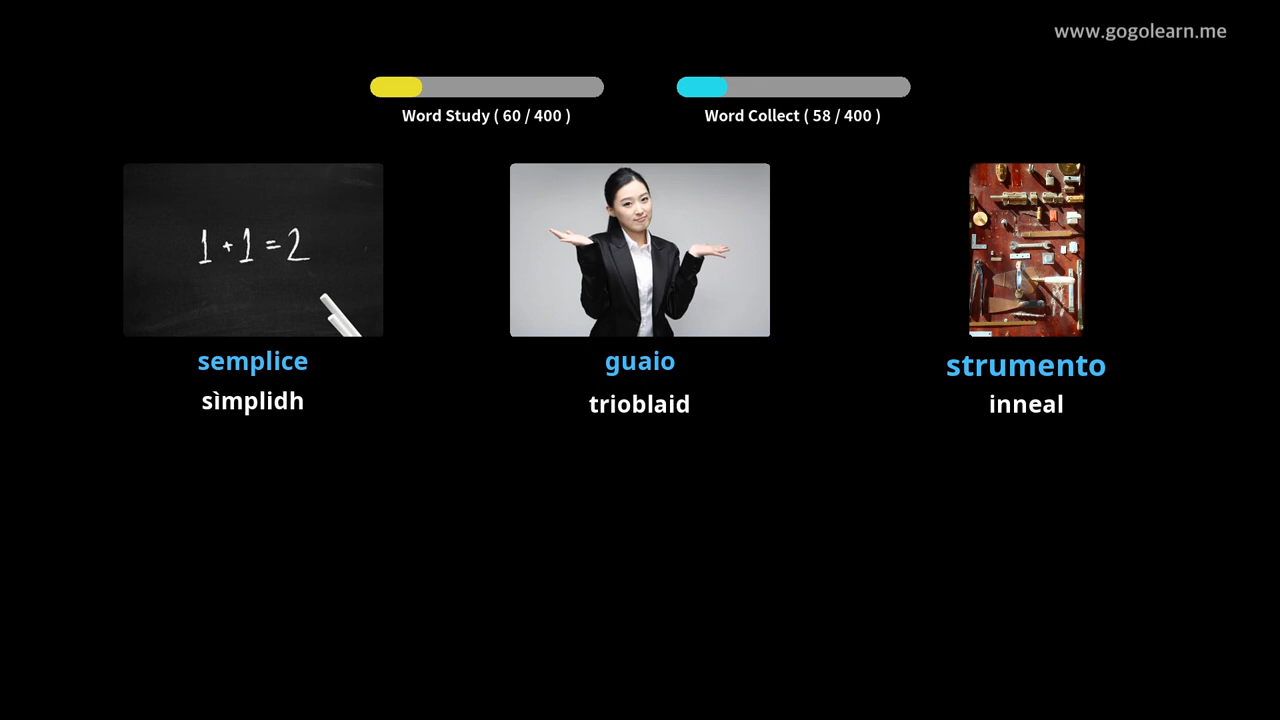 www.gogolearn.me
Word Study ( 60 / 400 )
Word Collect ( 58 / 400 )
1 + 1 = 2
semplice
guaio
strumento
sìmplidh
trioblaid
inneal